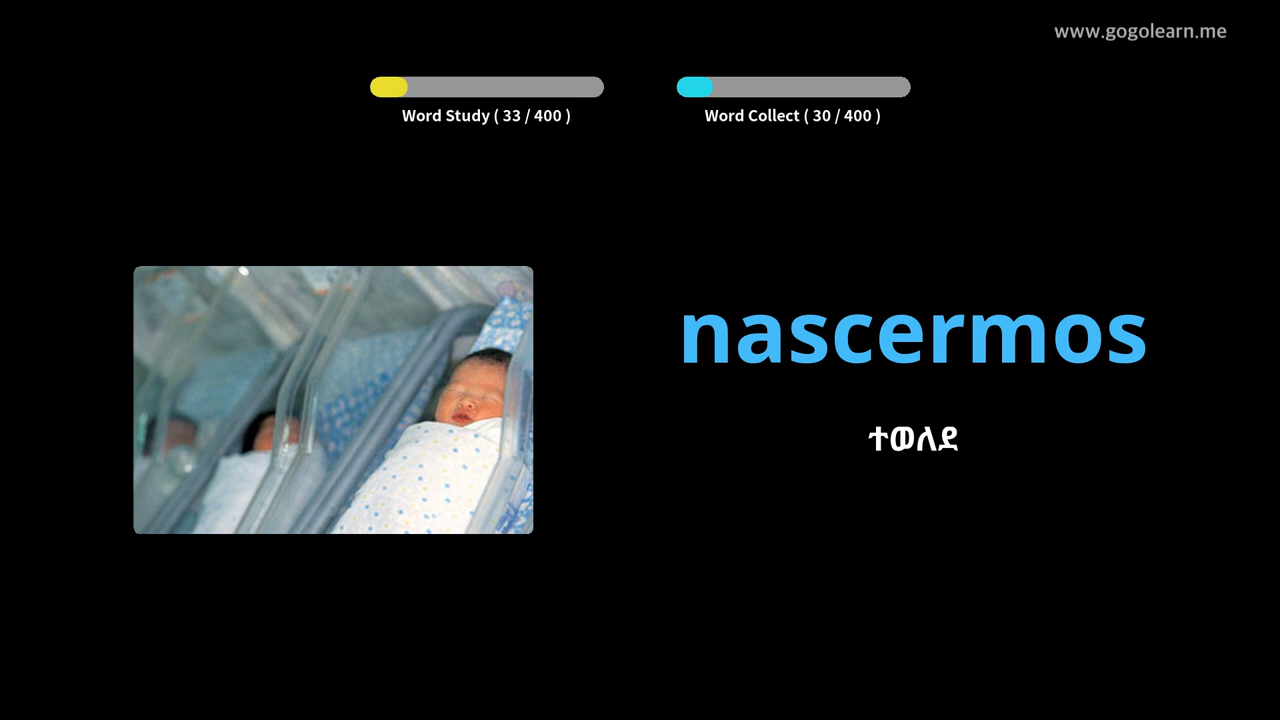 www.gogolearn.me
Word Study ( 33 / 400 )
Word Collect ( 30 / 400 )
nascermos
ተወለደ